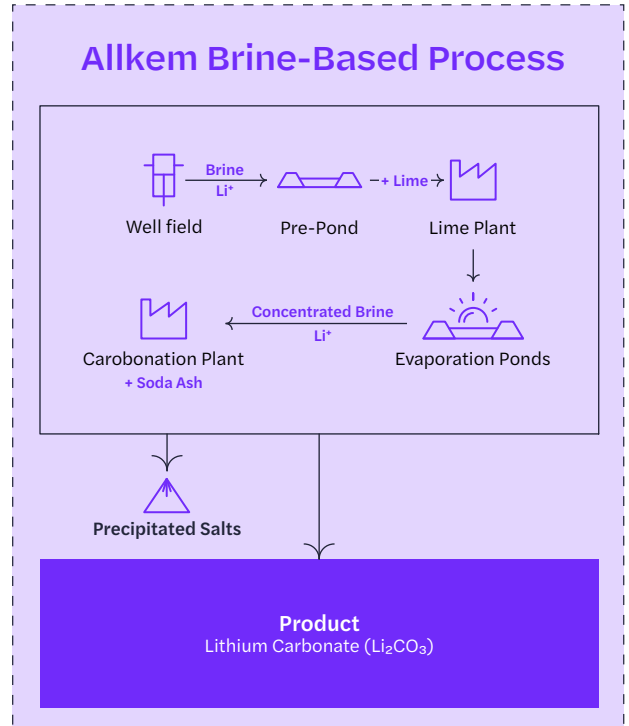 Allkem Brine-Based Process
Brine
Li⁺
+ Lime
Well field
Pre-Pond
Lime Plant
Concentrated Brine
Li⁺
Carobonation Plant
+ Soda Ash
Evaporation Ponds
Precipitated Salts
Product
Lithium Carbonate (Li₂CO₃)